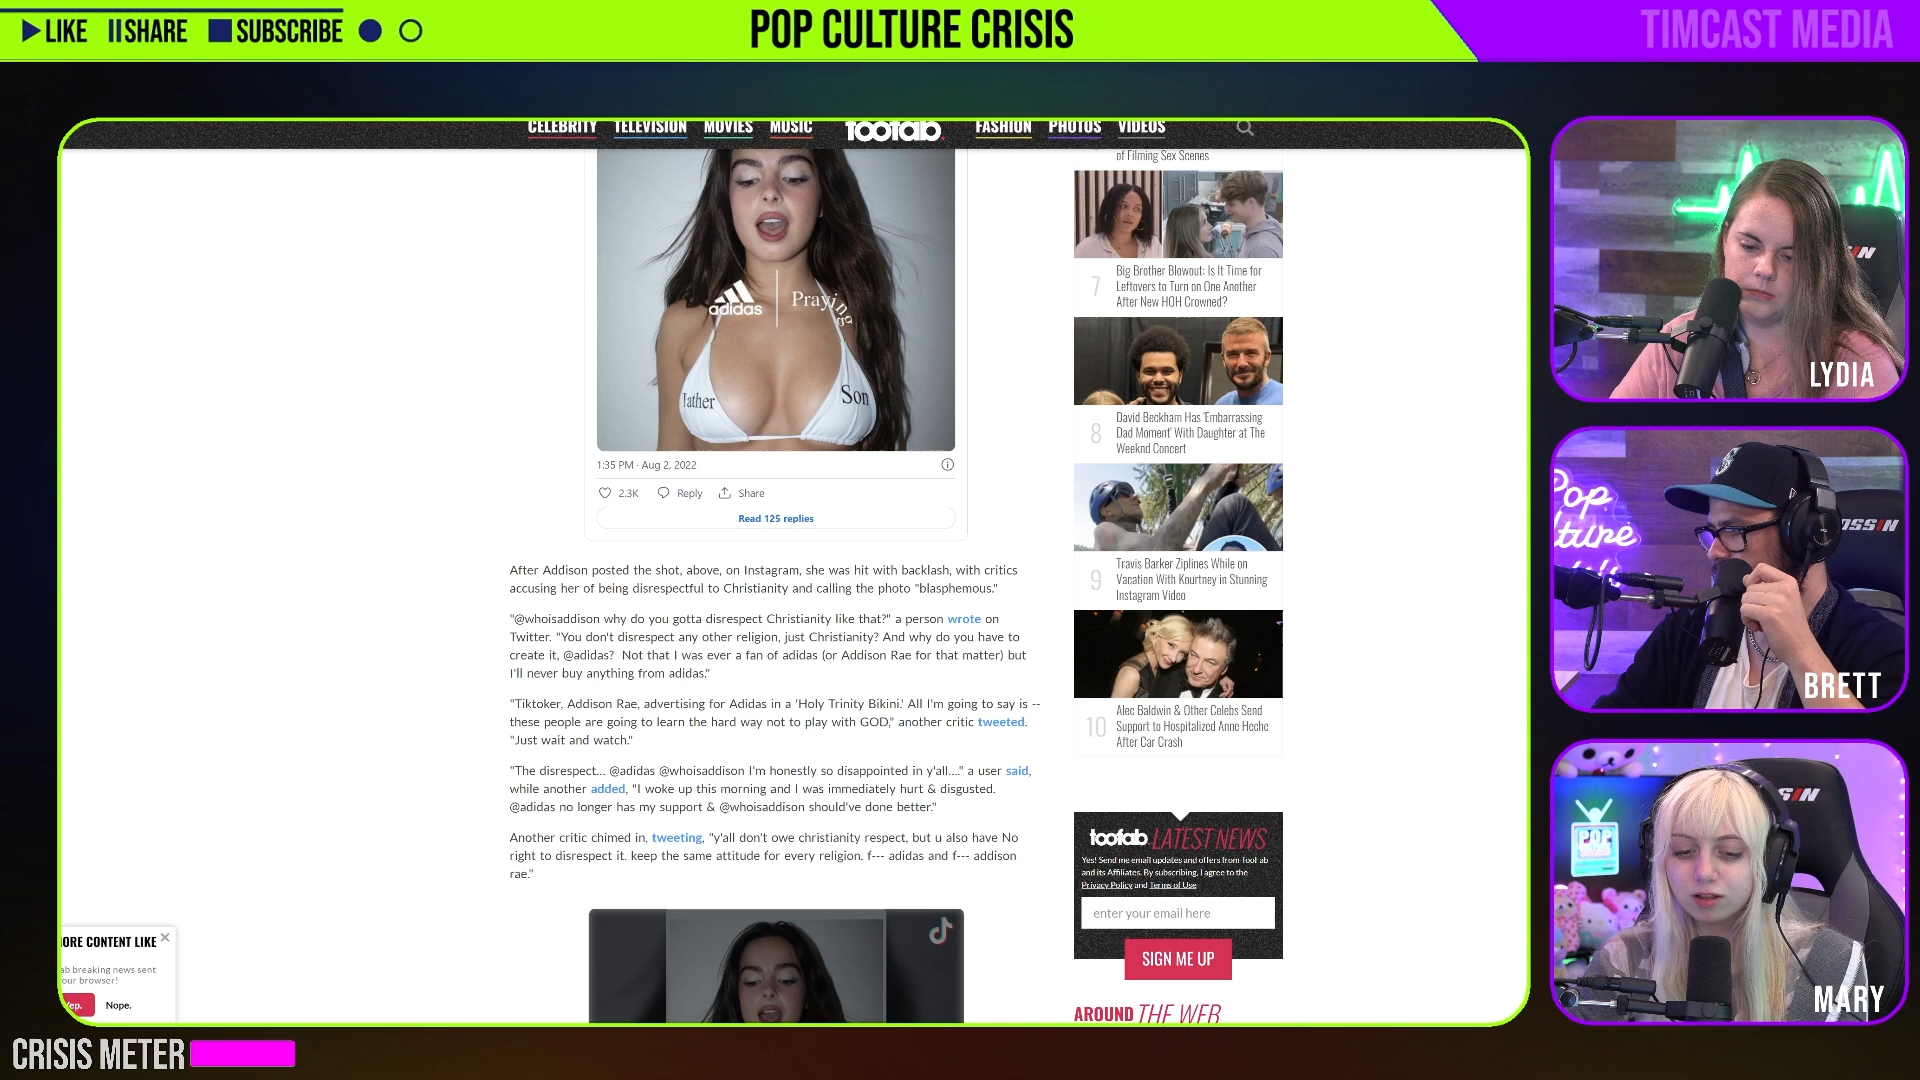 LIKE SHARE SUBSCRIBE
POP CULTURE CRISIS
TIMCAST MEDIA
CELEBRITY TELEVISION MOVIES MUSIC toofab. FASHION PHOTOS VIDEOS
adidas Praying
Father Son
1:35 PM · Aug 2, 2022
2.3K Reply Share
Read 125 replies
After Addison posted the shot, above, on Instagram, she was hit with backlash, with critics
accusing her of being disrespectful to Christianity and calling the photo "blasphemous."
"@whoisaddison why do you gotta disrespect Christianity like that?" a person wrote on
Twitter. "You don't disrespect any other religion, just Christianity? And why do you have to
create it, @adidas? Not that I was ever a fan of adidas (or Addison Rae for that matter) but
I'll never buy anything from adidas."
"Tiktoker, Addison Rae, advertising for Adidas in a 'Holy Trinity Bikini.' All I'm going to say is --
these people are going to learn the hard way not to play with GOD," another critic tweeted.
"Just wait and watch."
"The disrespect... @adidas @whoisaddison I'm honestly so disappointed in y'all...." a user said,
while another added, "I woke up this morning and I was immediately hurt & disgusted.
@adidas no longer has my support & @whoisaddison should've done better."
Another critic chimed in, tweeting, "y'all don't owe christianity respect, but u also have No
right to disrespect it. keep the same attitude for every religion. f--- adidas and f--- addison
rae."
of Filming Sex Scenes
7
Big Brother Blowout: Is It Time for
Leftovers to Turn on One Another
After New HOH Crowned?
8
David Beckham Has 'Embarrassing
Dad Moment' With Daughter at The
Weeknd Concert
9
Travis Barker Ziplines While on
Vacation With Kourtney in Stunning
Instagram Video
10
Alec Baldwin & Other Celebs Send
Support to Hospitalized Anne Heche
After Car Crash
toofab LATEST NEWS
Yes! Send me email updates and offers from TooFab
and its Affiliates. By subscribing, I agree to the
Privacy Policy and Terms of Use
enter your email here
SIGN ME UP
AROUND THE WEB
ORE CONTENT LIKE
ab breaking news sent
our browser!
Yep. Nope.
LYDIA
Pop
BRETT
POP
MARY
CRISIS METER